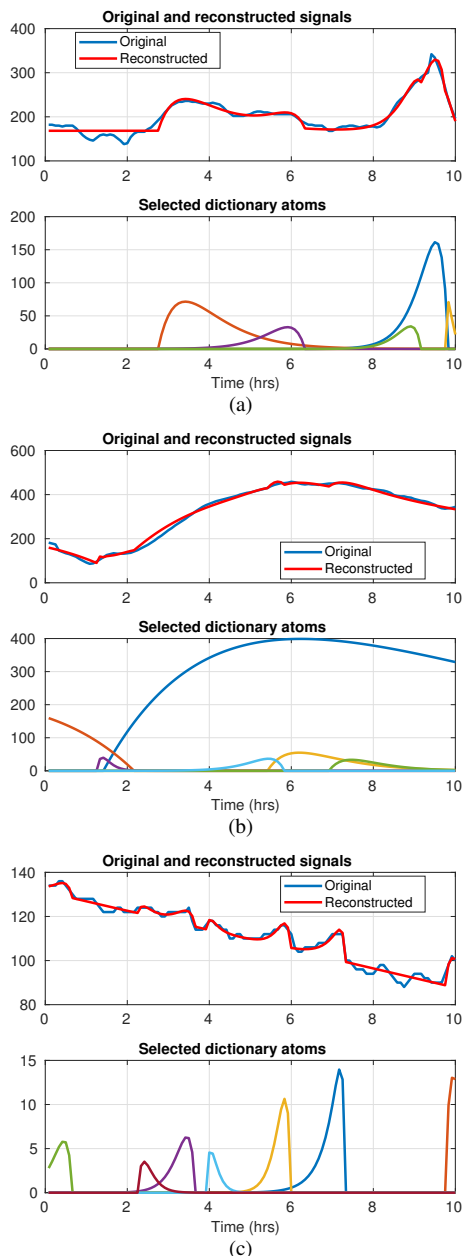 Original and reconstructed signals
400
300
200
100
Original
Reconstructed
0 2 4 6 8 10
Selected dictionary atoms
200
150
100
50
0
0 2 4 6 8 10
Time (hrs)
(a)
Original and reconstructed signals
600
400
200
0
Original
Reconstructed
0 2 4 6 8 10
Selected dictionary atoms
400
300
200
100
0
0 2 4 6 8 10
Time (hrs)
(b)
Original and reconstructed signals
140
120
100
80
Original
Reconstructed
0 2 4 6 8 10
Selected dictionary atoms
15
10
5
0
0 2 4 6 8 10
Time (hrs)
(c)